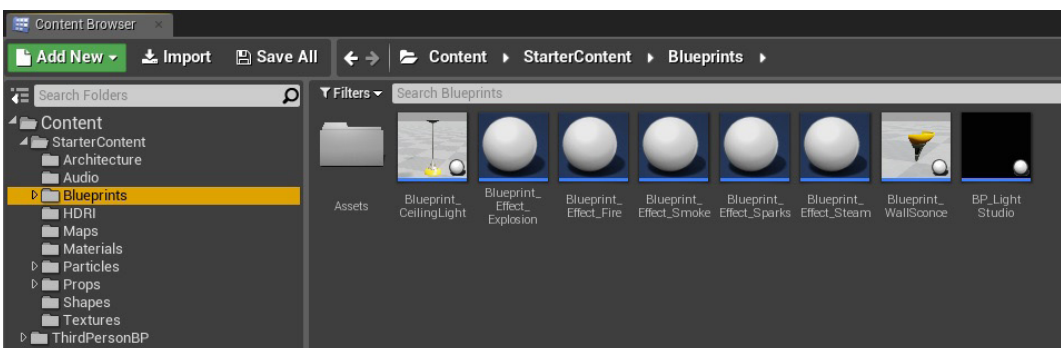 Content Browser
Add New
Import
Save All
Content
StarterContent
Blueprints
Search Folders
Content
StarterContent
Architecture
Audio
Blueprints
HDRI
Maps
Materials
Particles
Props
Shapes
Textures
ThirdPersonBP
Filters
Search Blueprints
Assets
Blueprint_
CeilingLight
Blueprint_
Effect_
Explosion
Blueprint_
Effect_Fire
Blueprint_
Effect_Smoke
Blueprint_
Effect_Sparks
Blueprint_
Effect_Steam
Blueprint_
WallSconce
BP_Light
Studio